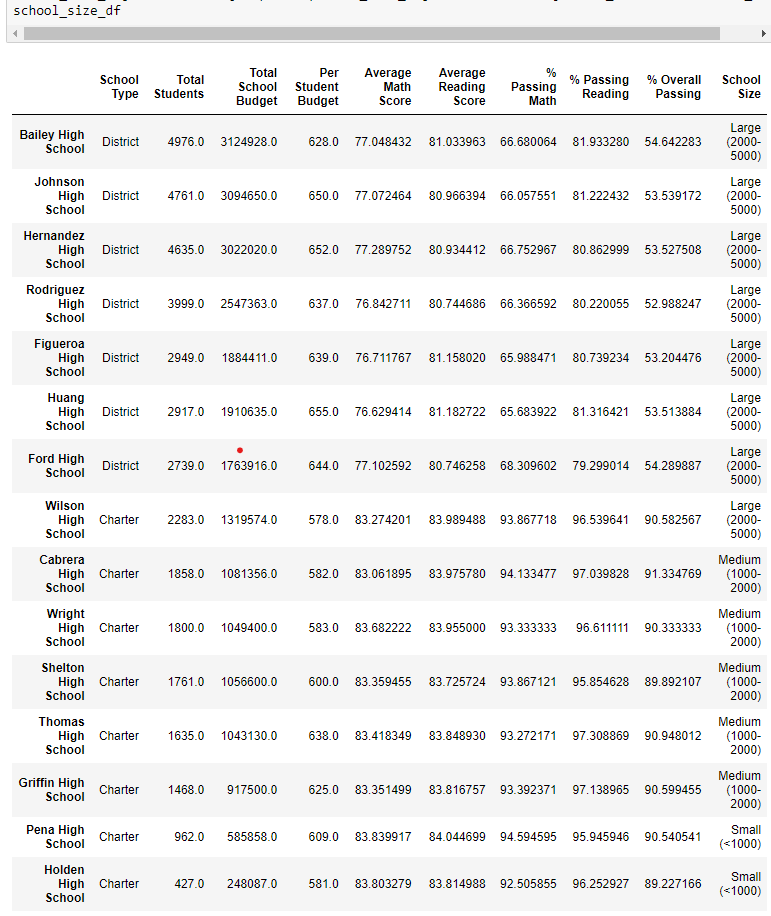 school_size_df
School Type Total Students Total School Budget Per Student Budget Average Math Score Average Reading Score % Passing Math % Passing Reading % Overall Passing School Size
Bailey High School District 4976.0 3124928.0 628.0 77.048432 81.033963 66.680064 81.933280 54.642283 Large (2000-5000)
Johnson High School District 4761.0 3094650.0 650.0 77.072464 80.966394 66.057551 81.222432 53.539172 Large (2000-5000)
Hernandez High School District 4635.0 3022020.0 652.0 77.289752 80.934412 66.752967 80.862999 53.527508 Large (2000-5000)
Rodriguez High School District 3999.0 2547363.0 637.0 76.842711 80.744686 66.366592 80.220055 52.988247 Large (2000-5000)
Figueroa High School District 2949.0 1884411.0 639.0 76.711767 81.158020 65.988471 80.739234 53.204476 Large (2000-5000)
Huang High School District 2917.0 1910635.0 655.0 76.629414 81.182722 65.683922 81.316421 53.513884 Large (2000-5000)
Ford High School District 2739.0 1763916.0 644.0 77.102592 80.746258 68.309602 79.299014 54.289887 Large (2000-5000)
Wilson High School Charter 2283.0 1319574.0 578.0 83.274201 83.989488 93.867718 96.539641 90.582567 Large (2000-5000)
Cabrera High School Charter 1858.0 1081356.0 582.0 83.061895 83.975780 94.133477 97.039828 91.334769 Medium (1000-2000)
Wright High School Charter 1800.0 1049400.0 583.0 83.682222 83.955000 93.333333 96.611111 90.333333 Medium (1000-2000)
Shelton High School Charter 1761.0 1056600.0 600.0 83.359455 83.725724 93.867121 95.854628 89.892107 Medium (1000-2000)
Thomas High School Charter 1635.0 1043130.0 638.0 83.418349 83.848930 93.272171 97.308869 90.948012 Medium (1000-2000)
Griffin High School Charter 1468.0 917500.0 625.0 83.351499 83.816757 93.392371 97.138965 90.599455 Medium (1000-2000)
Pena High School Charter 962.0 585858.0 609.0 83.839917 84.044699 94.594595 95.945946 90.540541 Small (<1000)
Holden High School Charter 427.0 248087.0 581.0 83.803279 83.814988 92.505855 96.252927 89.227166 Small (<1000)